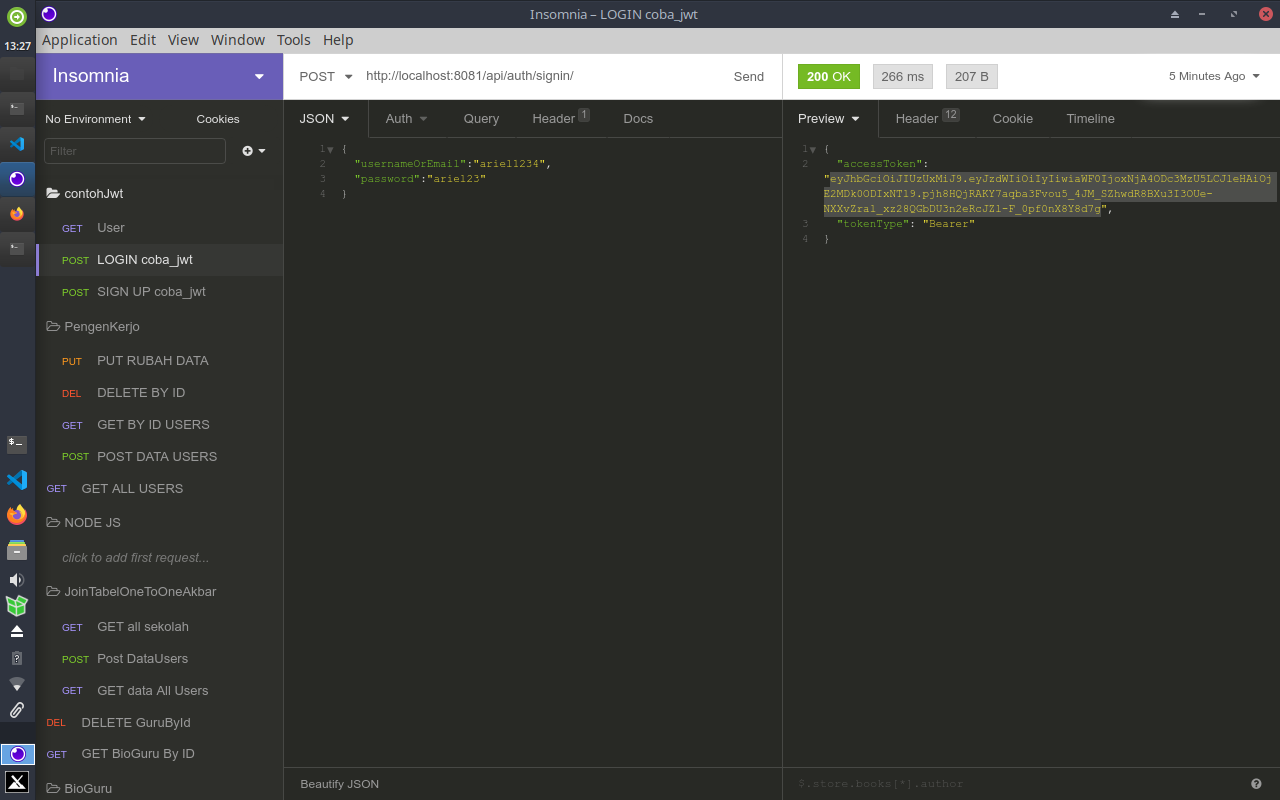 Insomnia – LOGIN coba_jwt
13:27
Application Edit View Window Tools Help
Insomnia
POST http://localhost:8081/api/auth/signin/ Send
200 OK 266 ms 207 B 5 Minutes Ago
No Environment Cookies
JSON Auth Query Header 1 Docs
Preview Header 12 Cookie Timeline
Filter
contohJwt
GET User
POST LOGIN coba_jwt
POST SIGN UP coba_jwt
PengenKerjo
PUT PUT RUBAH DATA
DEL DELETE BY ID
GET GET BY ID USERS
POST POST DATA USERS
GET GET ALL USERS
NODE JS
click to add first request...
JoinTabelOneToOneAkbar
GET GET all sekolah
POST Post DataUsers
GET GET data All Users
DEL DELETE GuruById
GET GET BioGuru By ID
BioGuru
1 {
2 "usernameOrEmail":"ariel1234",
3 "password":"ariel23"
4 }
1 {
2 "accessToken":
3 "tokenType": "Bearer"
4 }
Beautify JSON
$.store.books[*].author